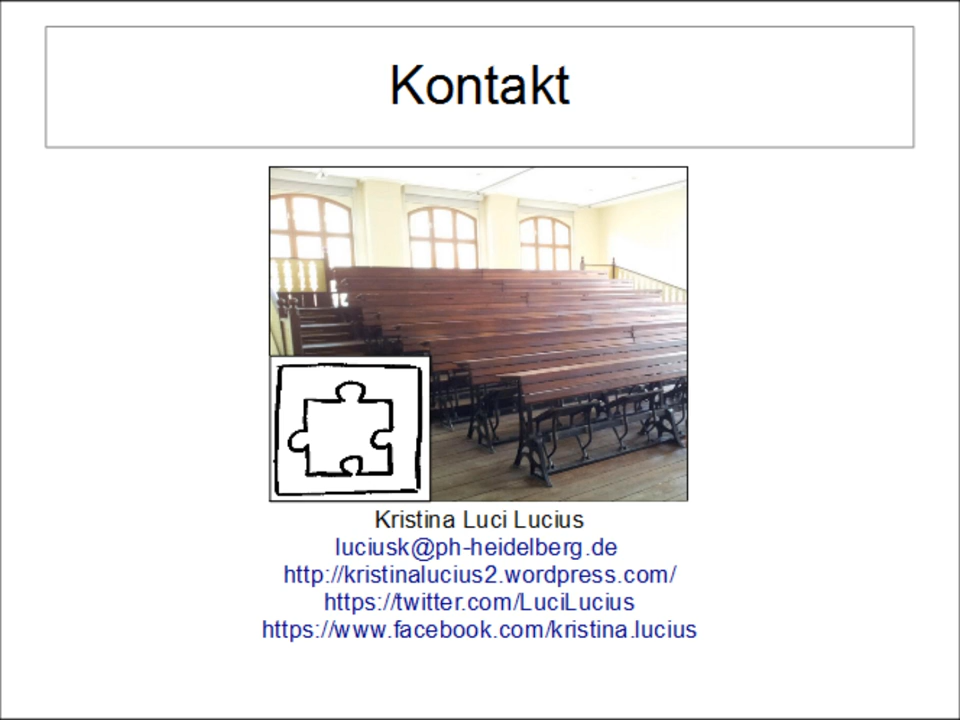 Kontakt
Kristina Luci Lucius
luciusk@ph-heidelberg.de
http://kristinalucius2.wordpress.com/
https://twitter.com/LuciLucius
https://www.facebook.com/kristina.lucius